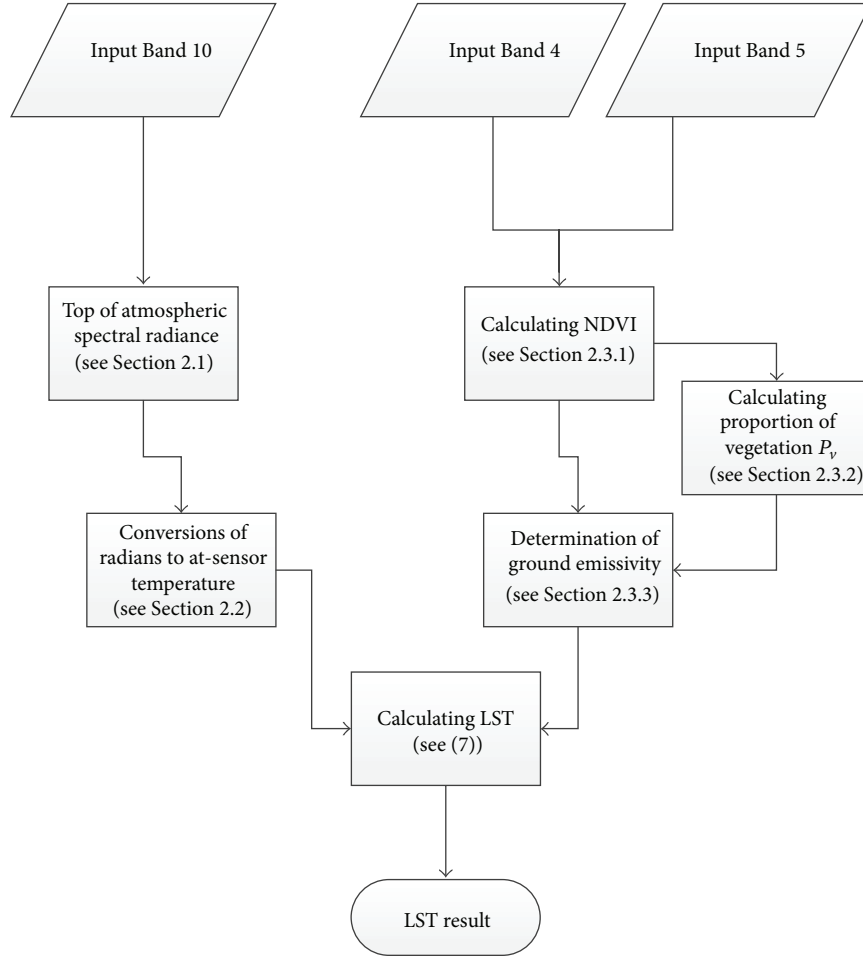 Input Band 10
Input Band 4
Input Band 5
Top of atmospheric
spectral radiance
(see Section 2.1)
Calculating NDVI
(see Section 2.3.1)
Calculating
proportion of
vegetation Pv
(see Section 2.3.2)
Conversions of
radians to at-sensor
temperature
(see Section 2.2)
Determination of
ground emissivity
(see Section 2.3.3)
Calculating LST
(see (7))
LST result